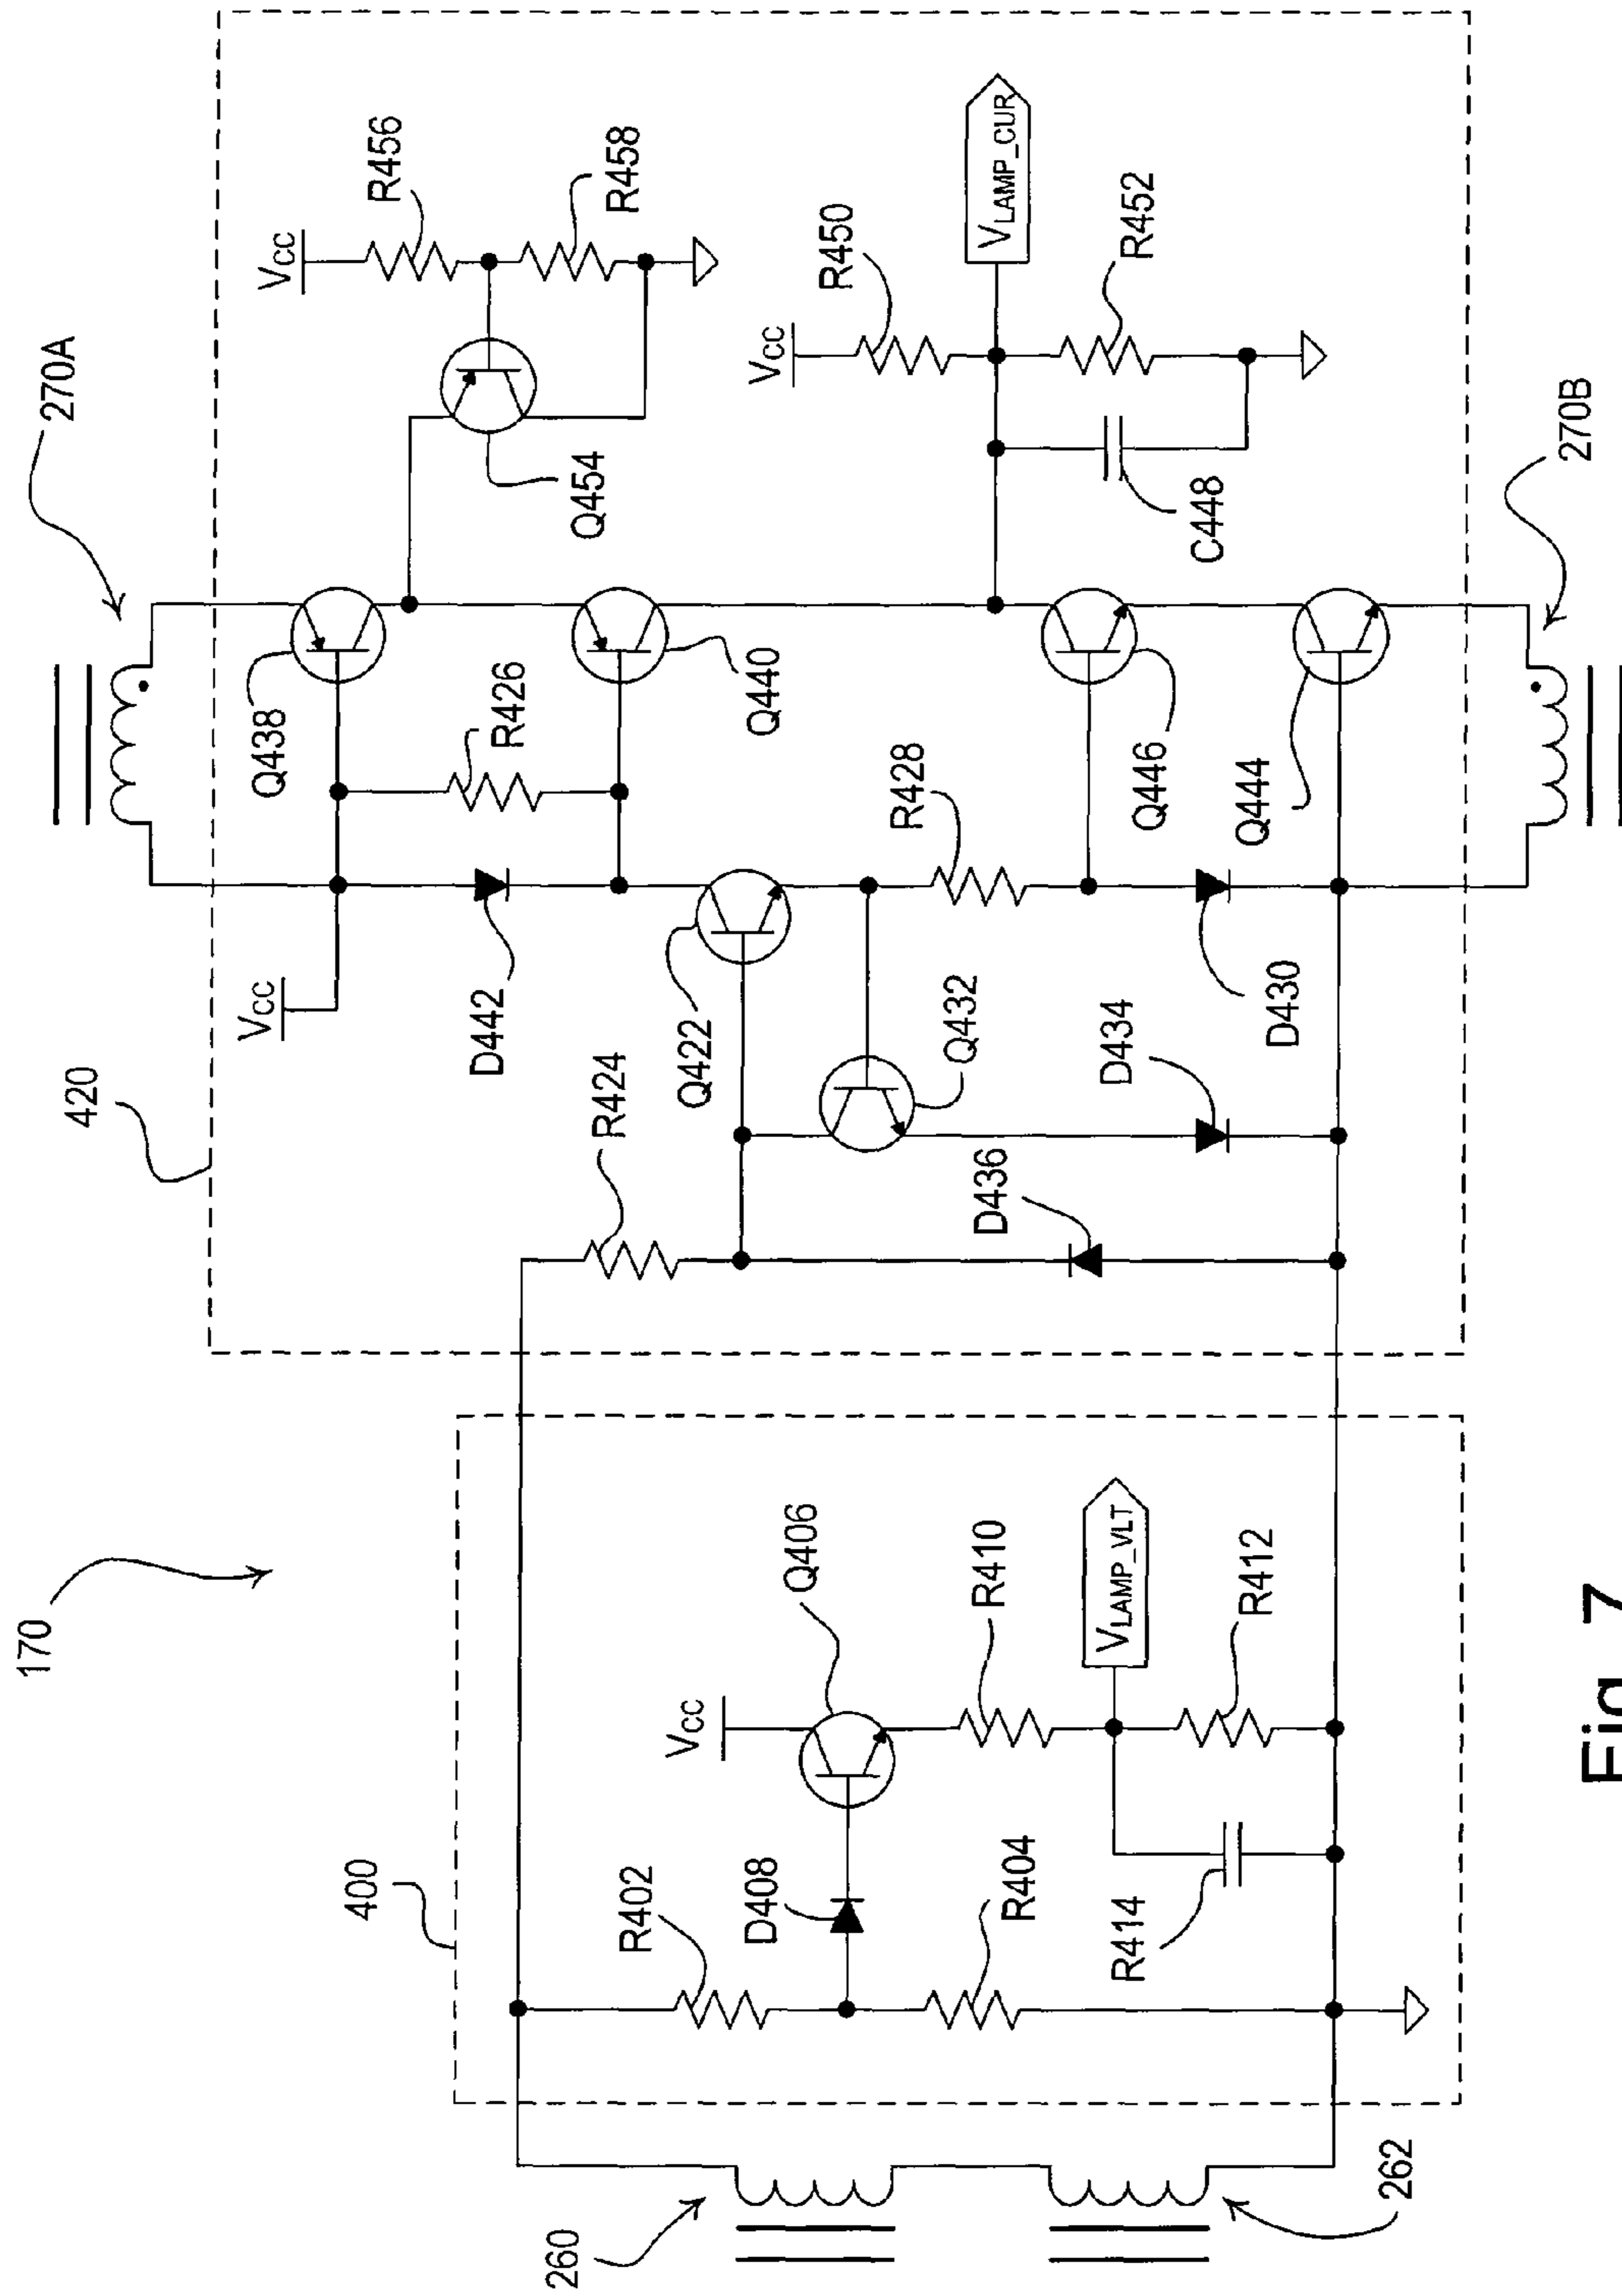 170
420
270A
VCC
R456
R458
Q438
R426
Q454
Q440
VCC
D442
Q422
R424
Q432
D434
D436
D430
R428
Q446
Q444
VCC
R450
VLAMP_CUR
R452
C448
270B
400
R402
D408
R404
VCC
Q406
R410
VLAMP_VLT
R412
R414
260
262
Fig. 7